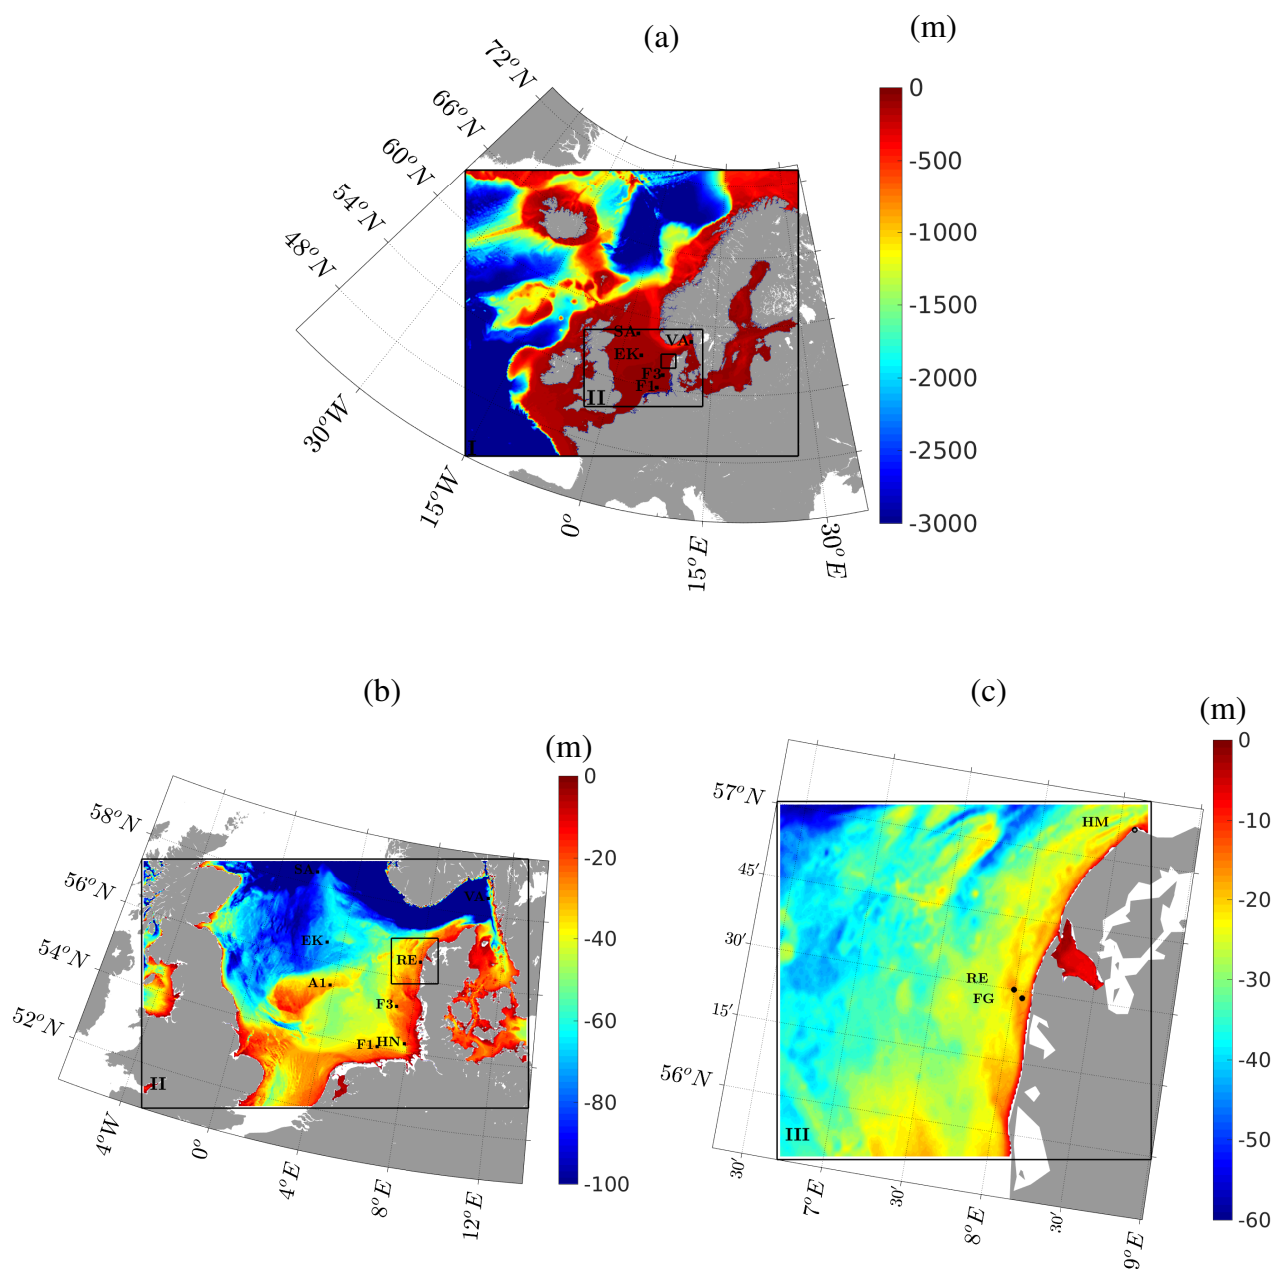 (a)
(m)
72°N
66°N
60°N
54°N
48°N
30°W
15°W
0°
15°E
30°E
SA
VA
EK
F3
F1
II
I
0
-500
-1000
-1500
-2000
-2500
-3000
(b)
(m)
58°N
56°N
54°N
52°N
4°W
0°
4°E
8°E
12°E
SA
VA
EK
RE
A1
F3
F1
HN
II
0
-20
-40
-60
-80
-100
(c)
(m)
57°N
45′
30′
15′
56°N
30′
7°E
30′
8°E
30′
9°E
HM
RE
FG
III
0
-10
-20
-30
-40
-50
-60